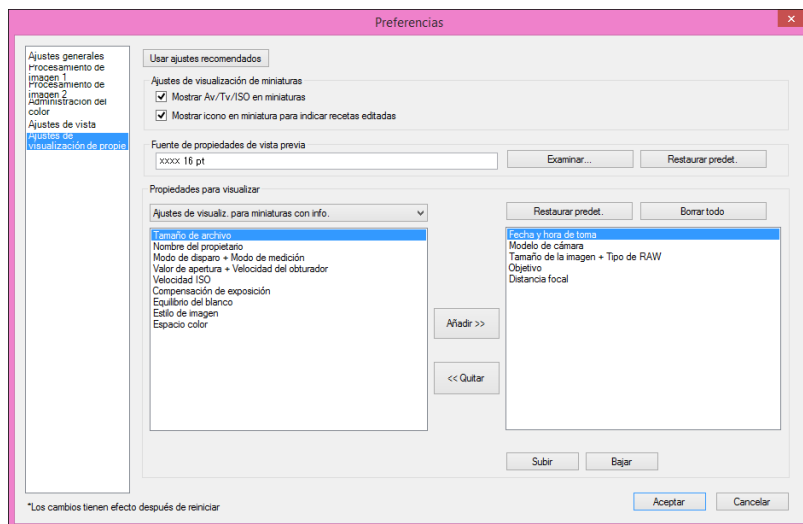 Preferencias
Ajustes generales
Procesamiento de
imagen 1
Procesamiento de
imagen 2
Administración del
color
Ajustes de vista
Ajustes de
visualización de propie
Usar ajustes recomendados
Ajustes de visualización de miniaturas
Mostrar Av/Tv/ISO en miniaturas
Mostrar icono en miniatura para indicar recetas editadas
Fuente de propiedades de vista previa
xxxx 16 pt
Examinar...
Restaurar predet.
Propiedades para visualizar
Ajustes de visualiz. para miniaturas con info.
Tamaño de archivo
Nombre del propietario
Modo de disparo + Modo de medición
Valor de apertura + Velocidad del obturador
Velocidad ISO
Compensación de exposición
Equilibrio del blanco
Estilo de imagen
Espacio color
Añadir >>
<< Quitar
Restaurar predet.
Borrar todo
Fecha y hora de toma
Modelo de cámara
Tamaño de la imagen + Tipo de RAW
Objetivo
Distancia focal
Subir
Bajar
*Los cambios tienen efecto después de reiniciar
Aceptar
Cancelar